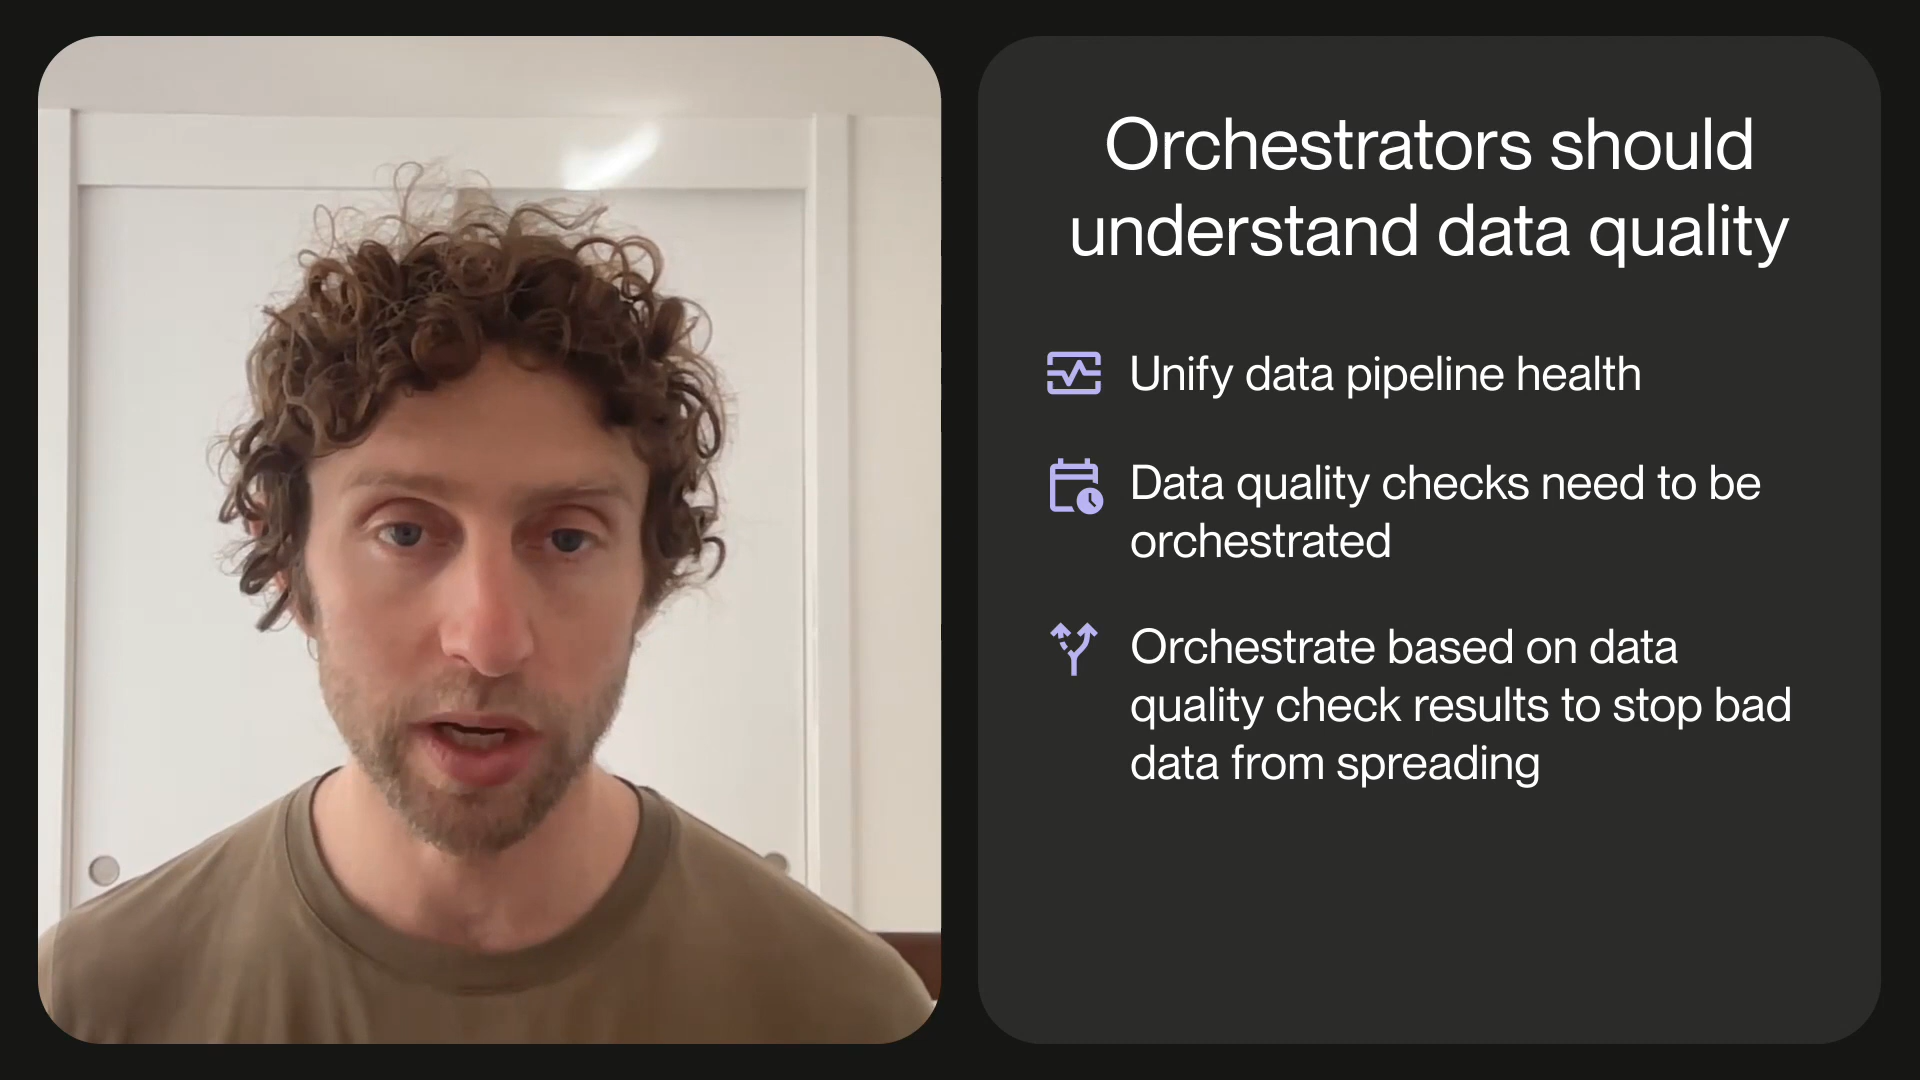 Orchestrators should
understand data quality
Unify data pipeline health
Data quality checks need to be
orchestrated
Orchestrate based on data
quality check results to stop bad
data from spreading